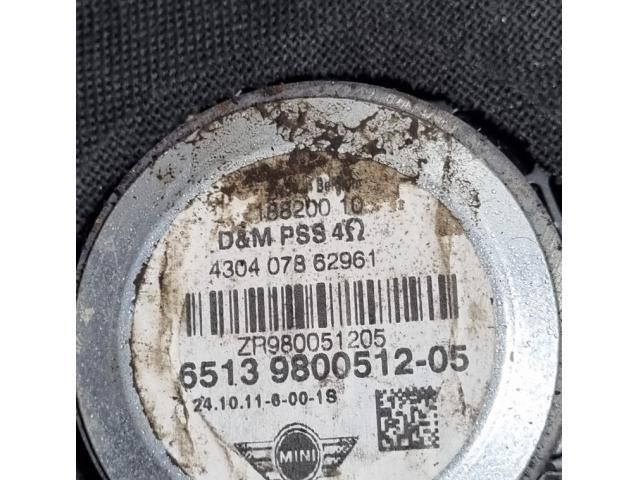 188200 10
D&M PSS 4Ω
4304 078 62961
ZR980051205
6513 9800512-05
24.10.11-6-00-1S
MINI